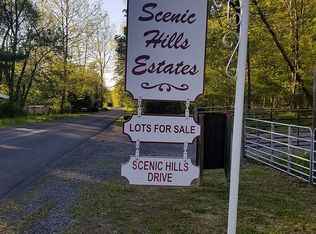 Scenic
Hills
Estates
LOTS FOR SALE
SCENIC HILLS
DRIVE